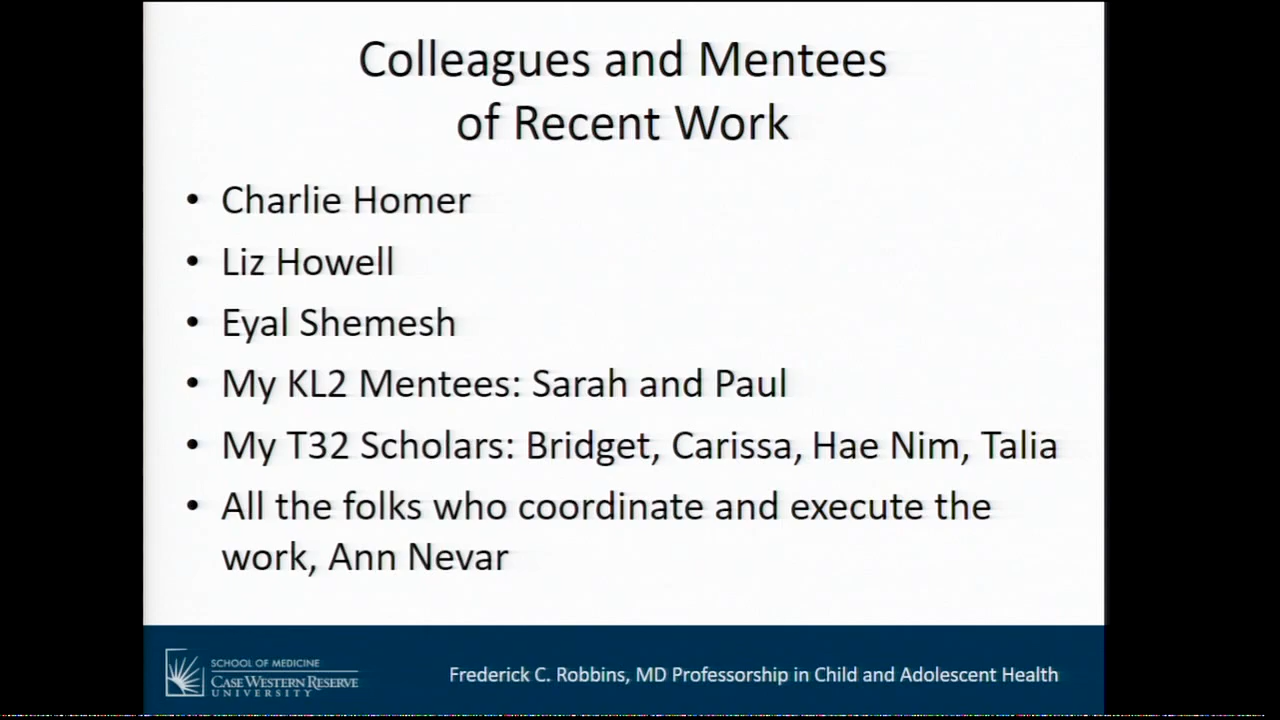 Colleagues and Mentees
of Recent Work
• Charlie Homer
• Liz Howell
• Eyal Shemesh
• My KL2 Mentees: Sarah and Paul
• My T32 Scholars: Bridget, Carissa, Hae Nim, Talia
• All the folks who coordinate and execute the
work, Ann Nevar
SCHOOL OF MEDICINE
CASE WESTERN RESERVE
UNIVERSITY
Frederick C. Robbins, MD Professorship in Child and Adolescent Health